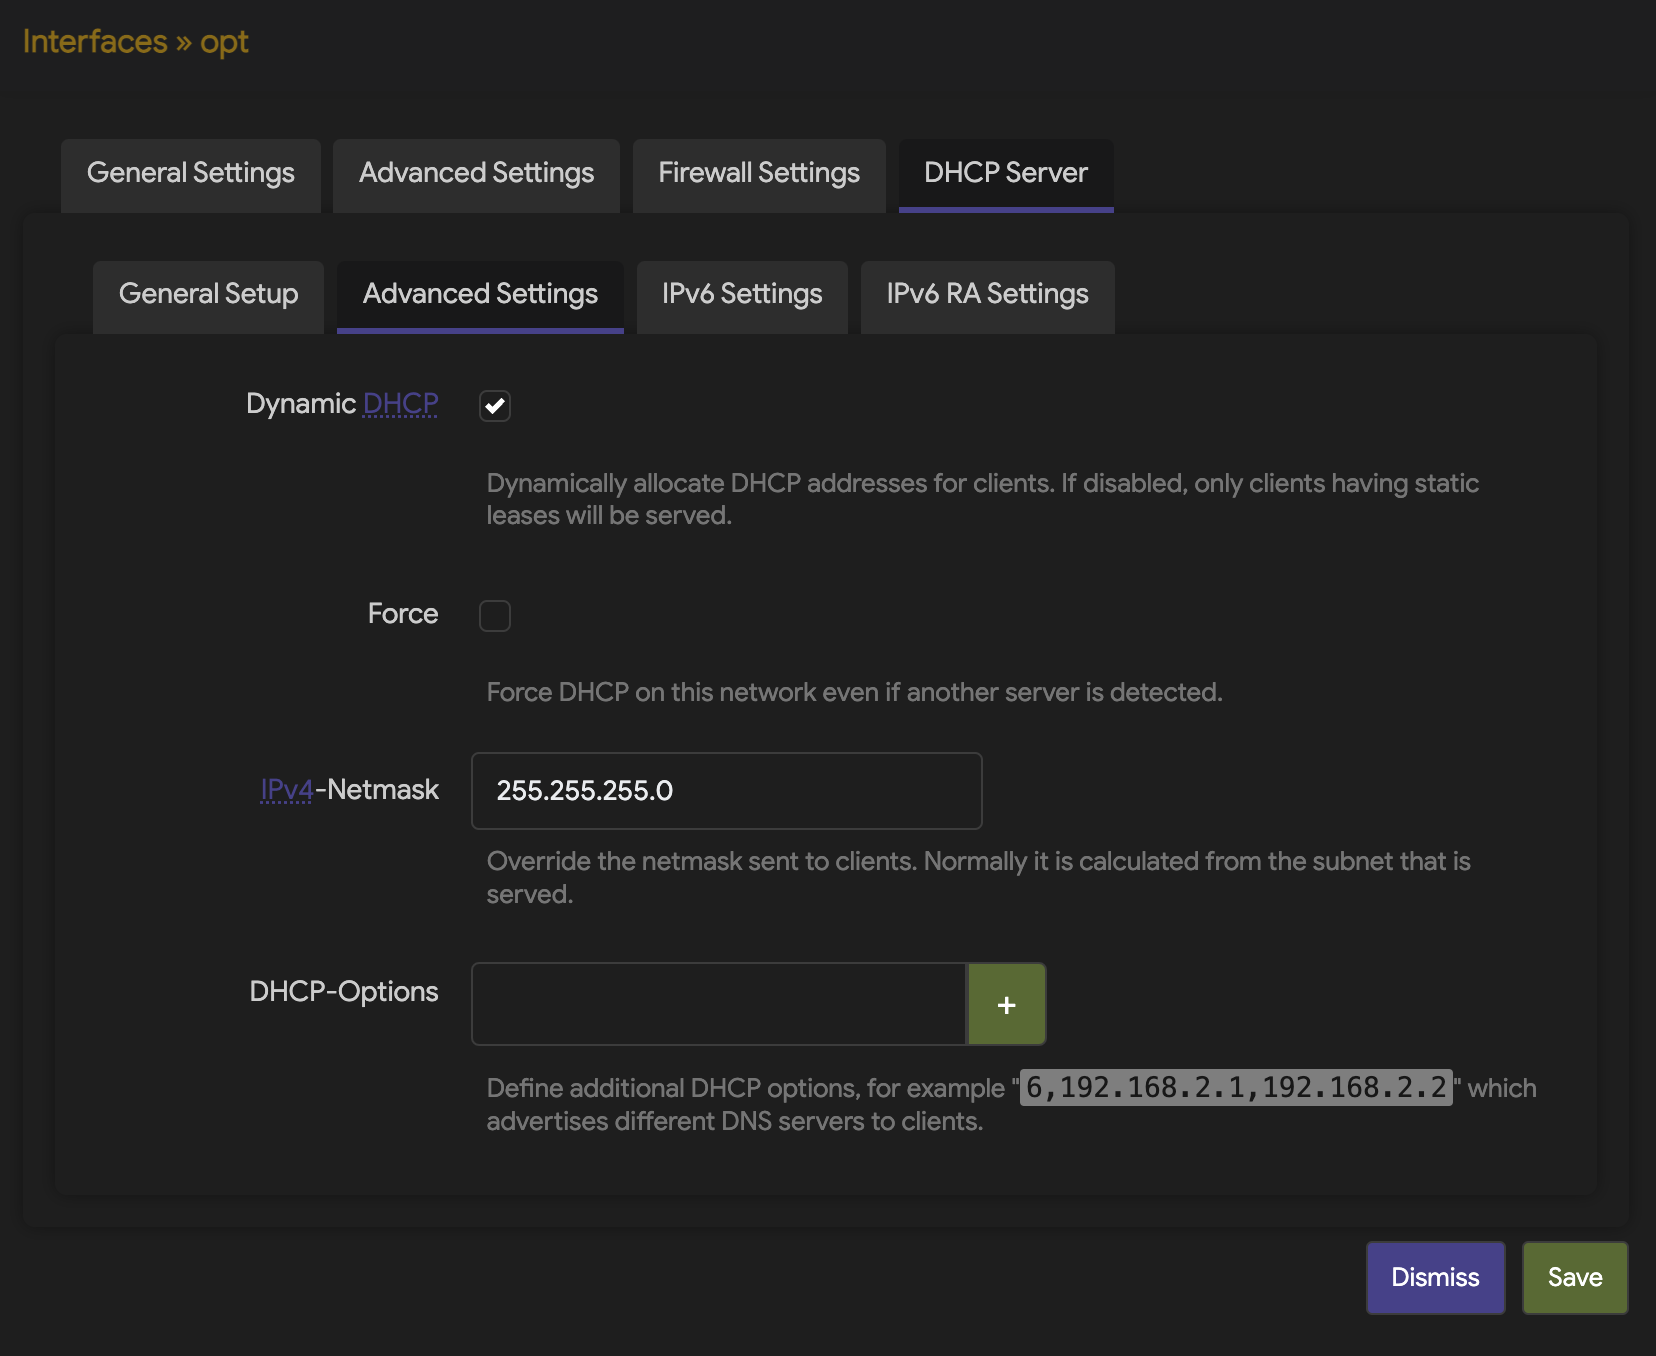 Interfaces » opt
General Settings
Advanced Settings
Firewall Settings
DHCP Server
General Setup
Advanced Settings
IPv6 Settings
IPv6 RA Settings
Dynamic DHCP
Dynamically allocate DHCP addresses for clients. If disabled, only clients having static
leases will be served.
Force
Force DHCP on this network even if another server is detected.
IPv4-Netmask
255.255.255.0
Override the netmask sent to clients. Normally it is calculated from the subnet that is
served.
DHCP-Options
+
Define additional DHCP options, for example "6,192.168.2.1,192.168.2.2" which
advertises different DNS servers to clients.
Dismiss
Save